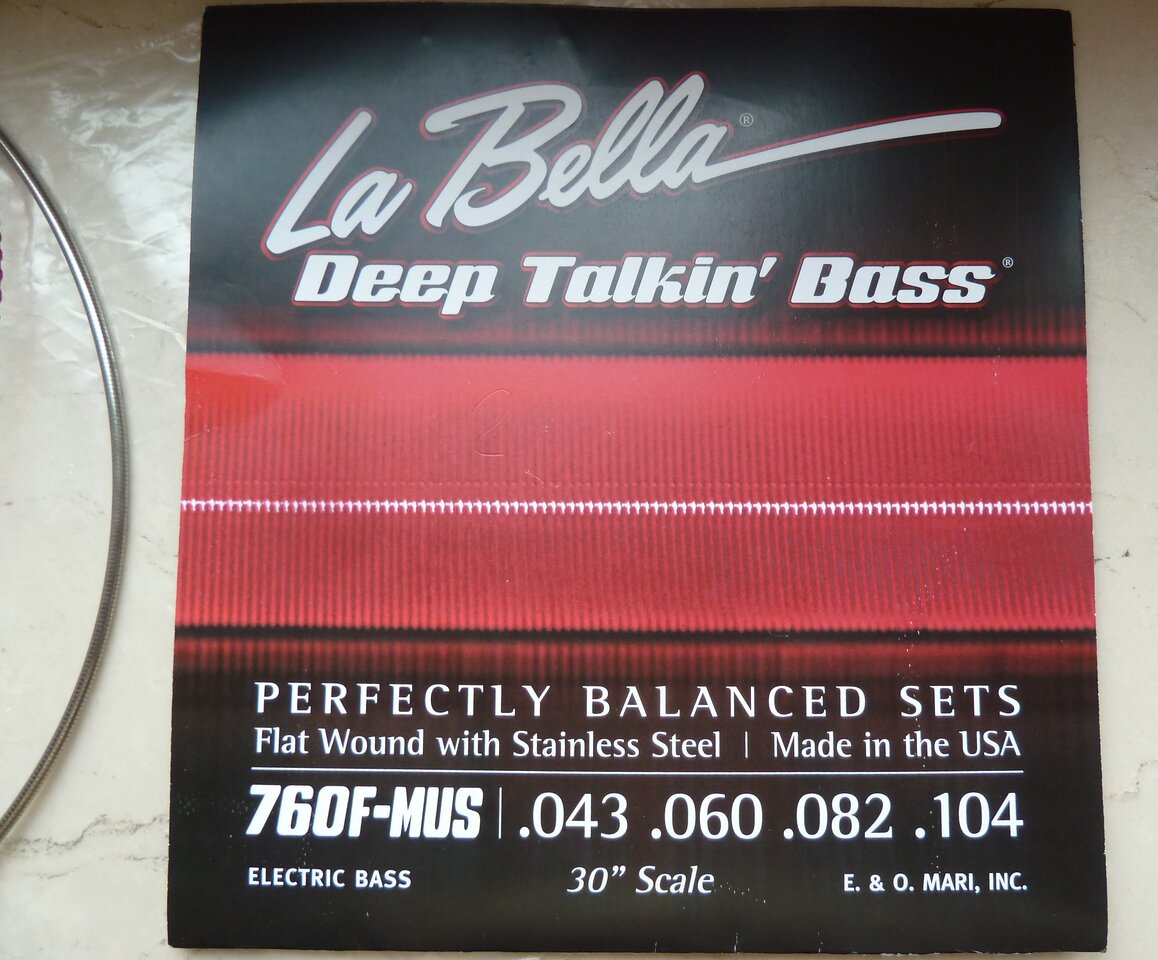 La Bella®
Deep Talkin' Bass®
2
PERFECTLY BALANCED SETS
Flat Wound with Stainless Steel | Made in the USA
760F-MUS | .043 .060 .082 .104
ELECTRIC BASS 30” Scale E. & O. MARI, INC.